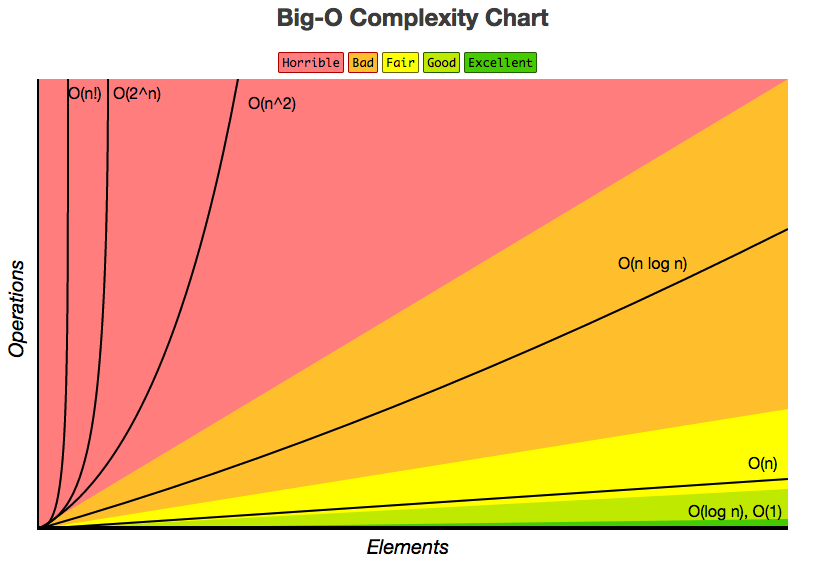 Big-O Complexity Chart
Horrible Bad Fair Good Excellent
O(n!) O(2^n)
O(n^2)
O(n log n)
Operations
O(n)
O(log n), O(1)
Elements